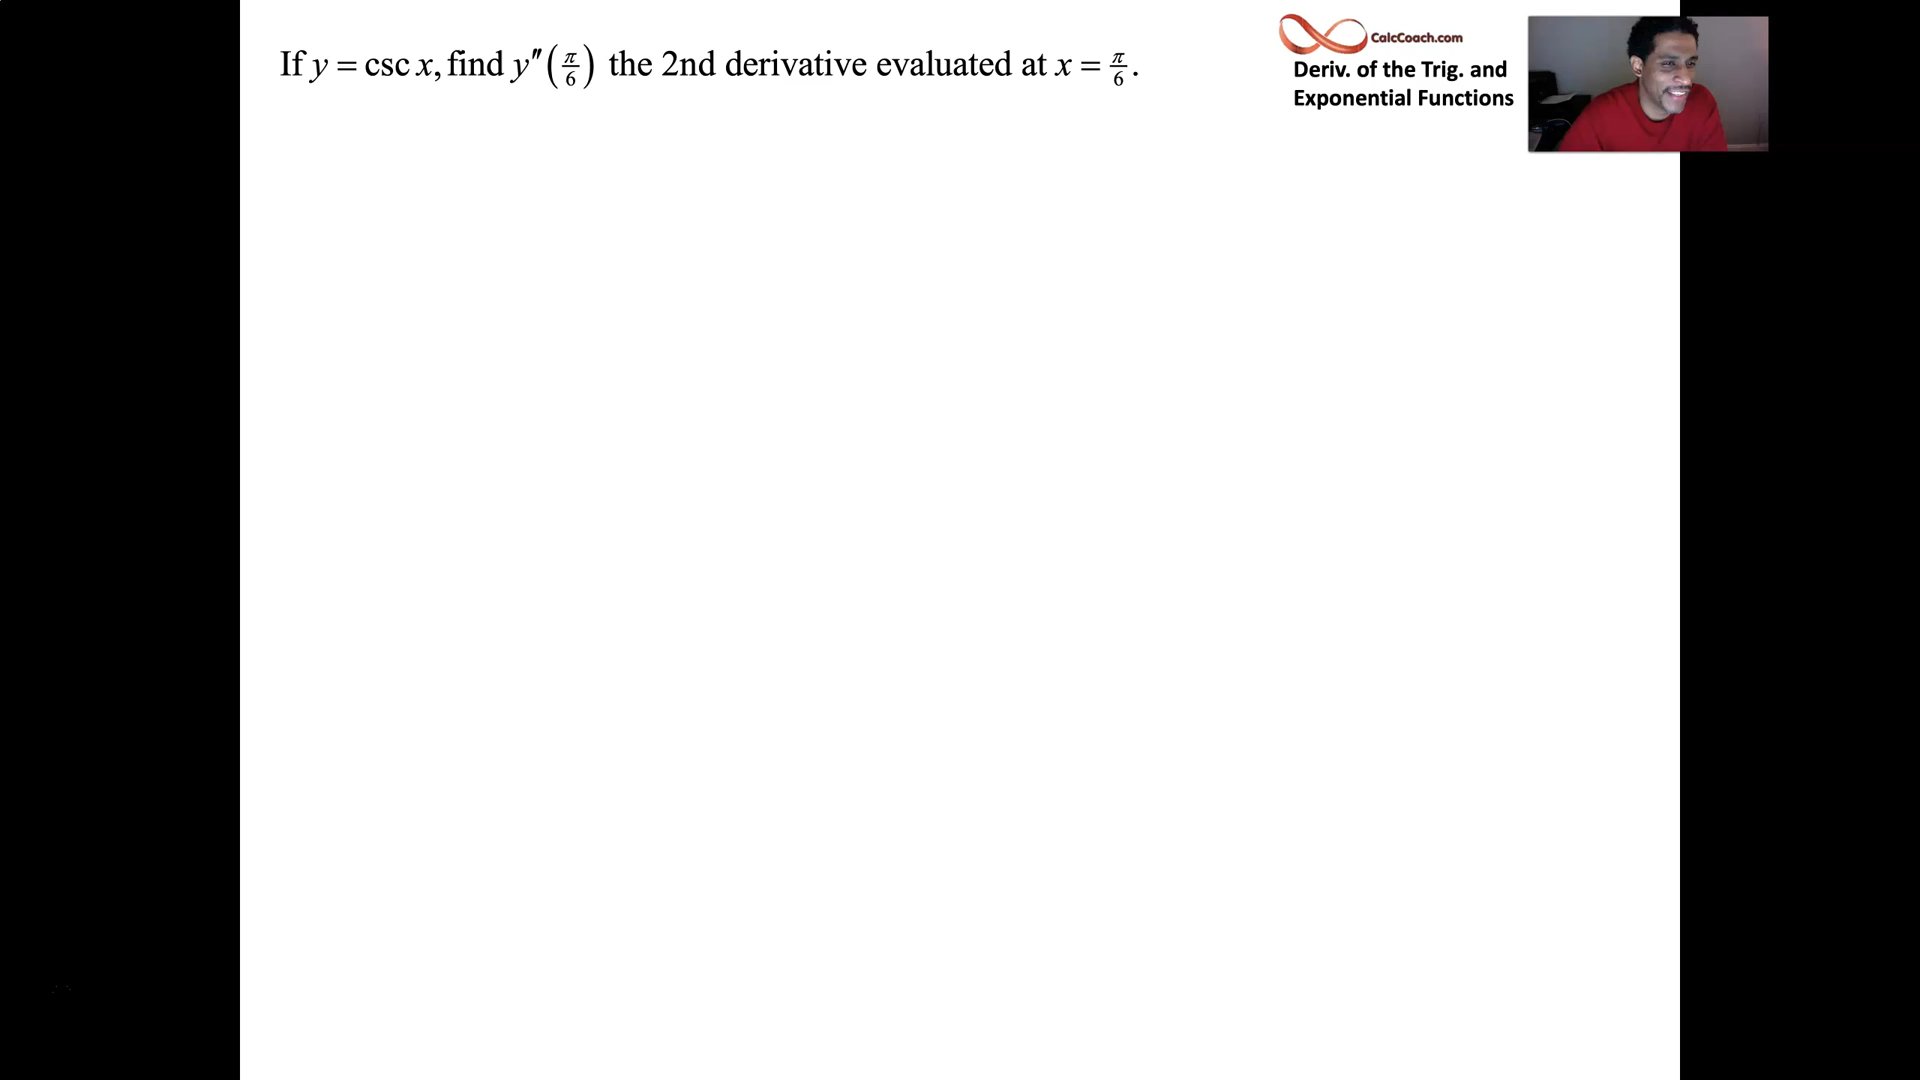 If y = csc x, find y″(π/6) the 2nd derivative evaluated at x = π/6.
CalcCoach.com
Deriv. of the Trig. and
Exponential Functions